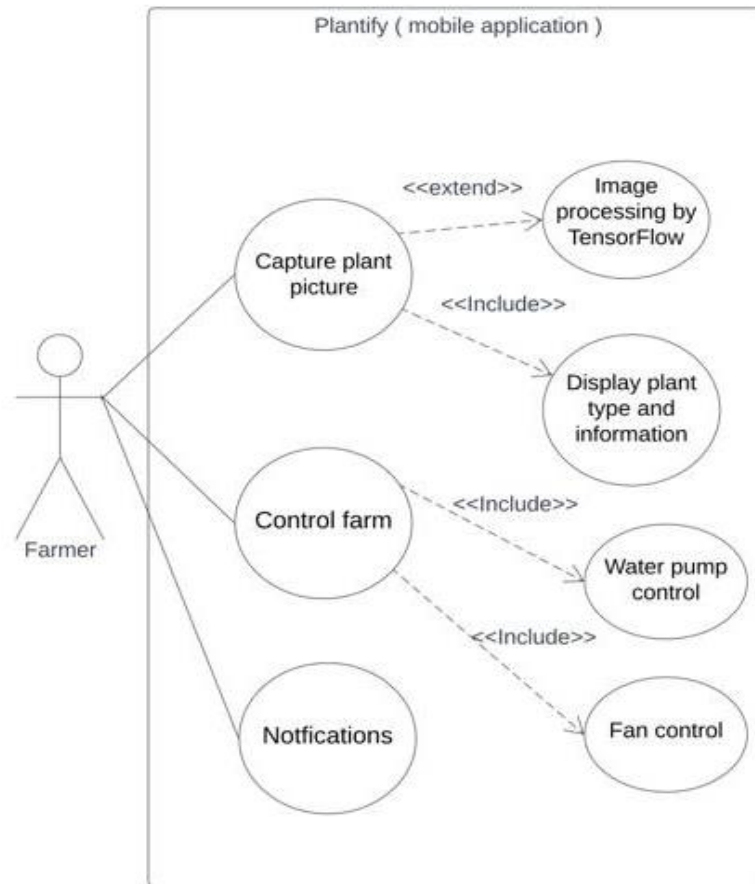 Plantify ( mobile application )
<<extend>>
Image
processing by
TensorFlow
Capture plant
picture
<<Include>>
Display plant
type and
information
Farmer
Control farm
<<Include>>
Water pump
control
<<Include>>
Notfications
Fan control